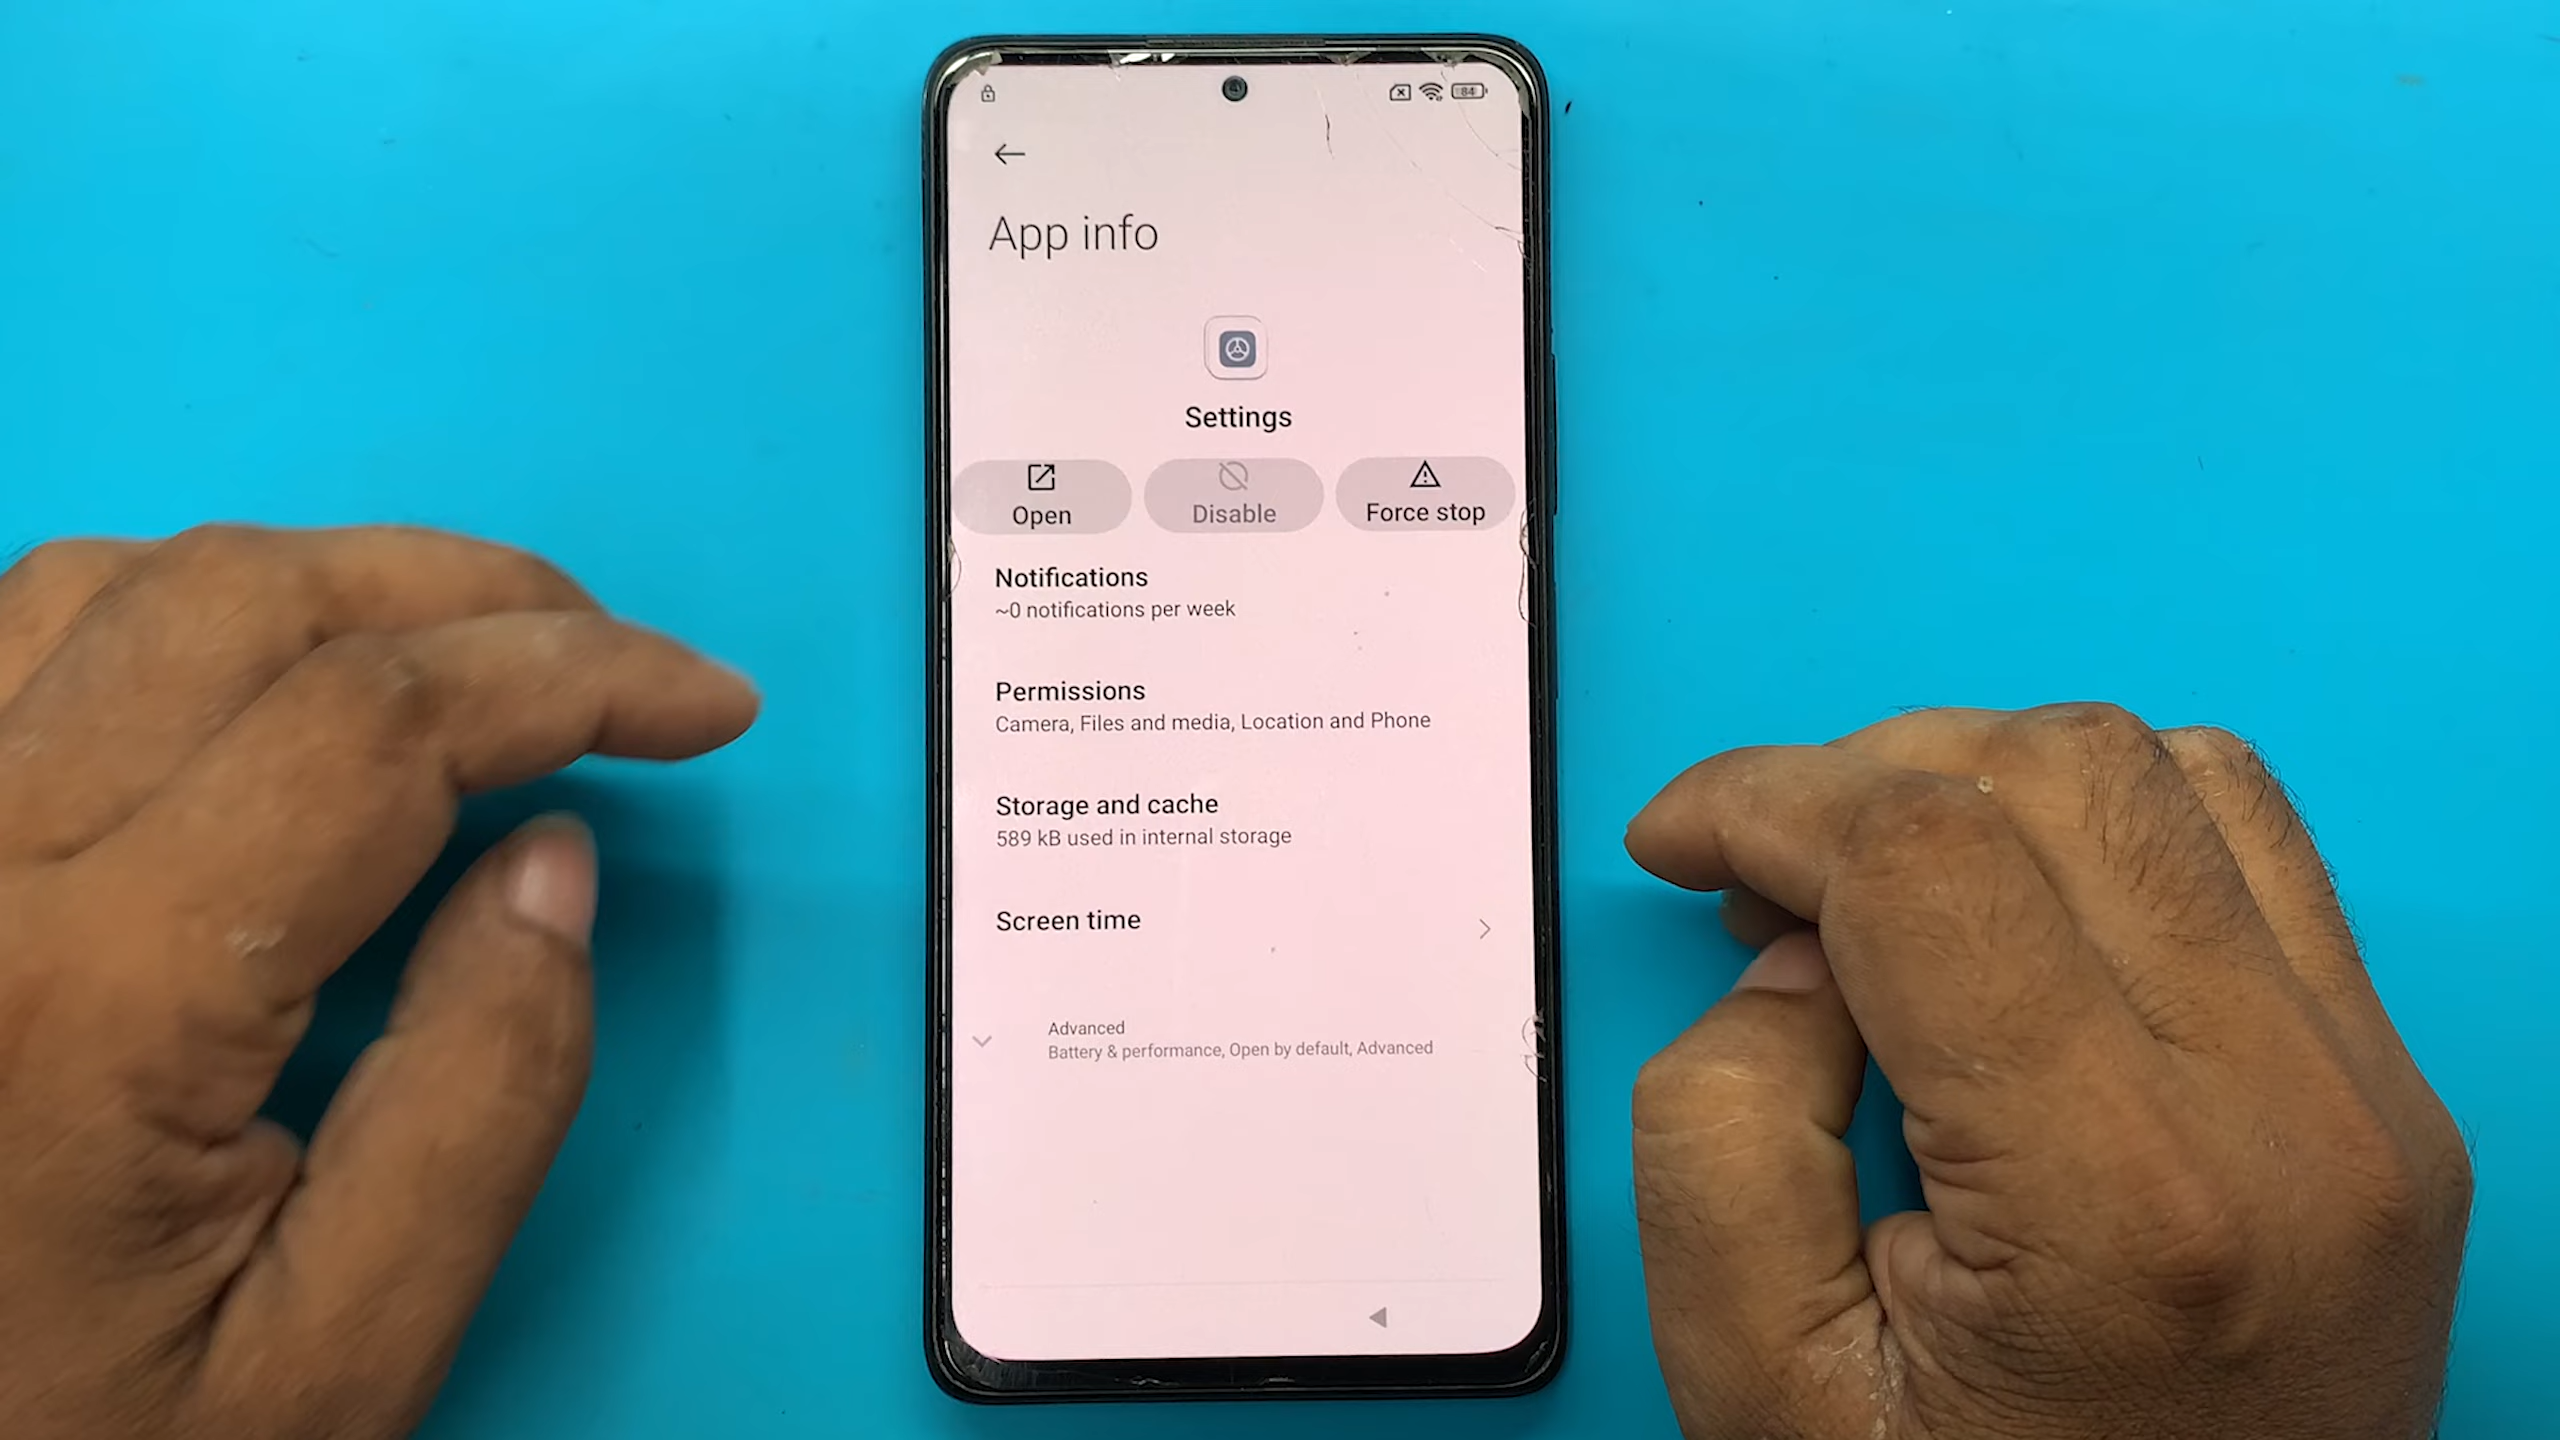 84
App info
Settings
Open
Disable
Force stop
Notifications
~0 notifications per week
Permissions
Camera, Files and media, Location and Phone
Storage and cache
589 kB used in internal storage
Screen time
Advanced
Battery & performance, Open by default, Advanced